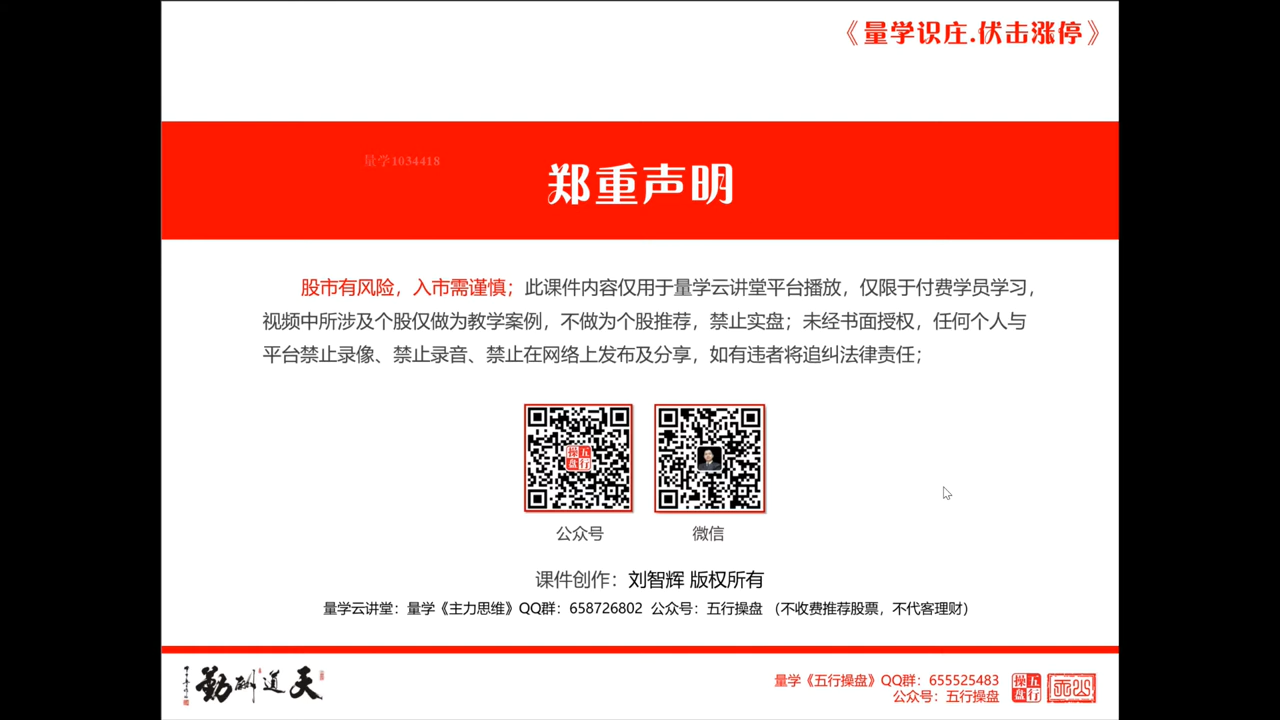 《量学识庄.伏击涨停》
量学1034418
郑重声明
股市有风险，入市需谨慎；此课件内容仅用于量学云讲堂平台播放，仅限于付费学员学习，
视频中所涉及个股仅做为教学案例，不做为个股推荐，禁止实盘；未经书面授权，任何个人与
平台禁止录像、禁止录音、禁止在网络上发布及分享，如有违者将追纠法律责任；
操五
盘行
公众号 微信
课件创作：刘智辉 版权所有
量学云讲堂：量学《主力思维》QQ群：658726802 公众号：五行操盘 （不收费推荐股票，不代客理财）
勤酬道天
量学《五行操盘》QQ群：655525483
公众号：五行操盘
操五
盘行